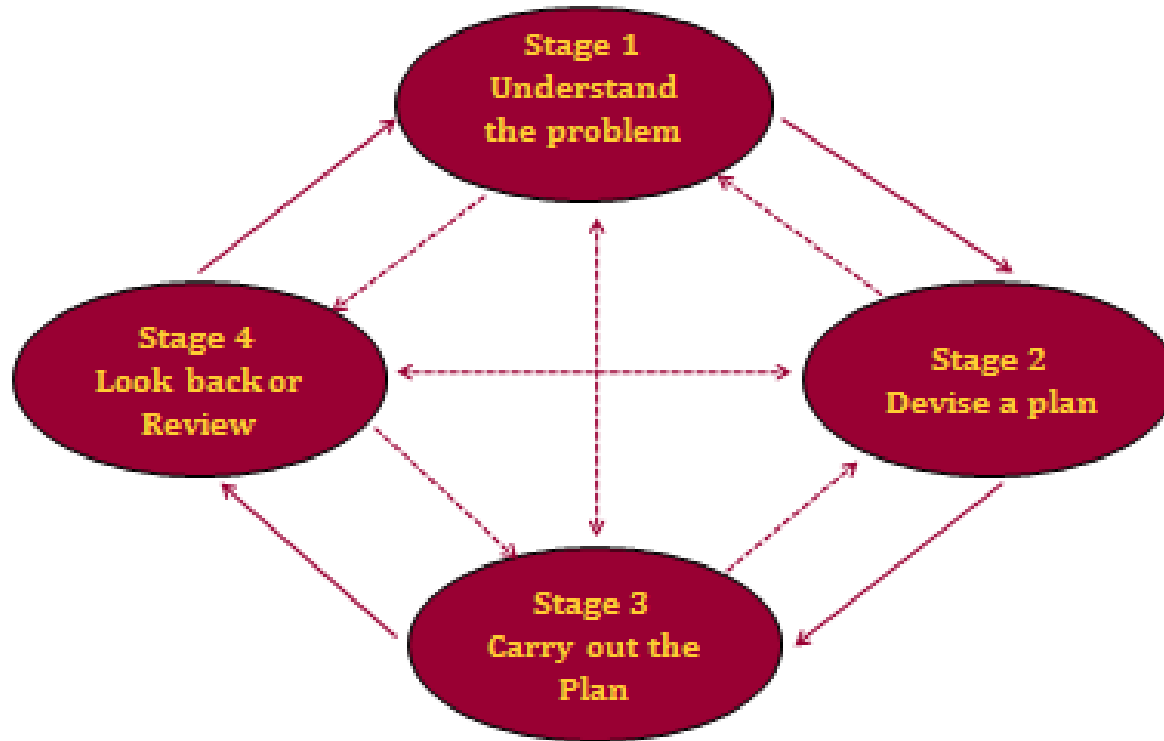 Stage 1
Understand
the problem
Stage 2
Devise a plan
Stage 3
Carry out the
Plan
Stage 4
Look back or
Review